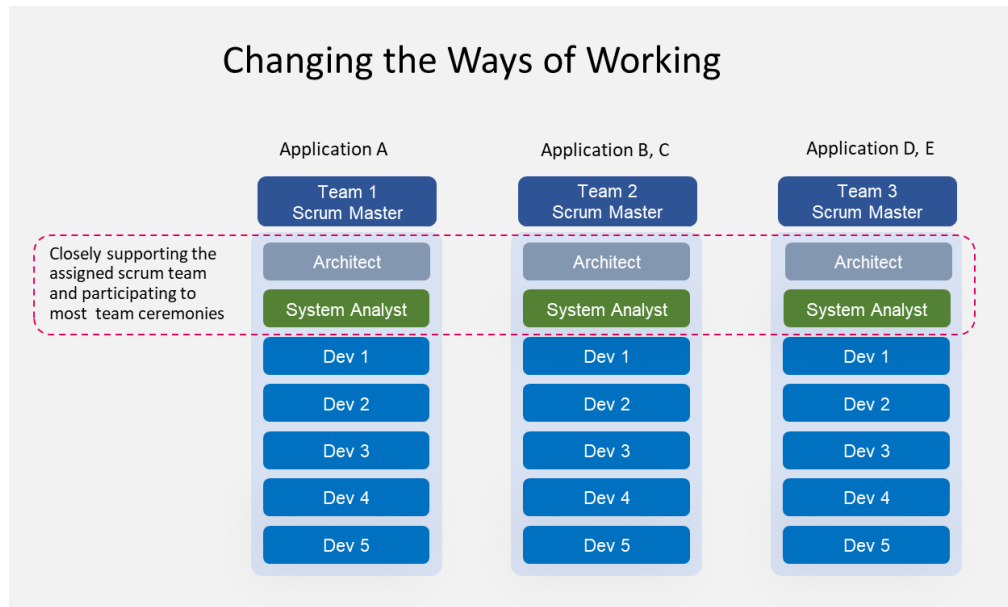 Changing the Ways of Working
Application A
Application B, C
Application D, E
Team 1
Scrum Master
Team 2
Scrum Master
Team 3
Scrum Master
Closely supporting the
assigned scrum team
and participating to
most team ceremonies
Architect
Architect
Architect
System Analyst
System Analyst
System Analyst
Dev 1
Dev 1
Dev 1
Dev 2
Dev 2
Dev 2
Dev 3
Dev 3
Dev 3
Dev 4
Dev 4
Dev 4
Dev 5
Dev 5
Dev 5